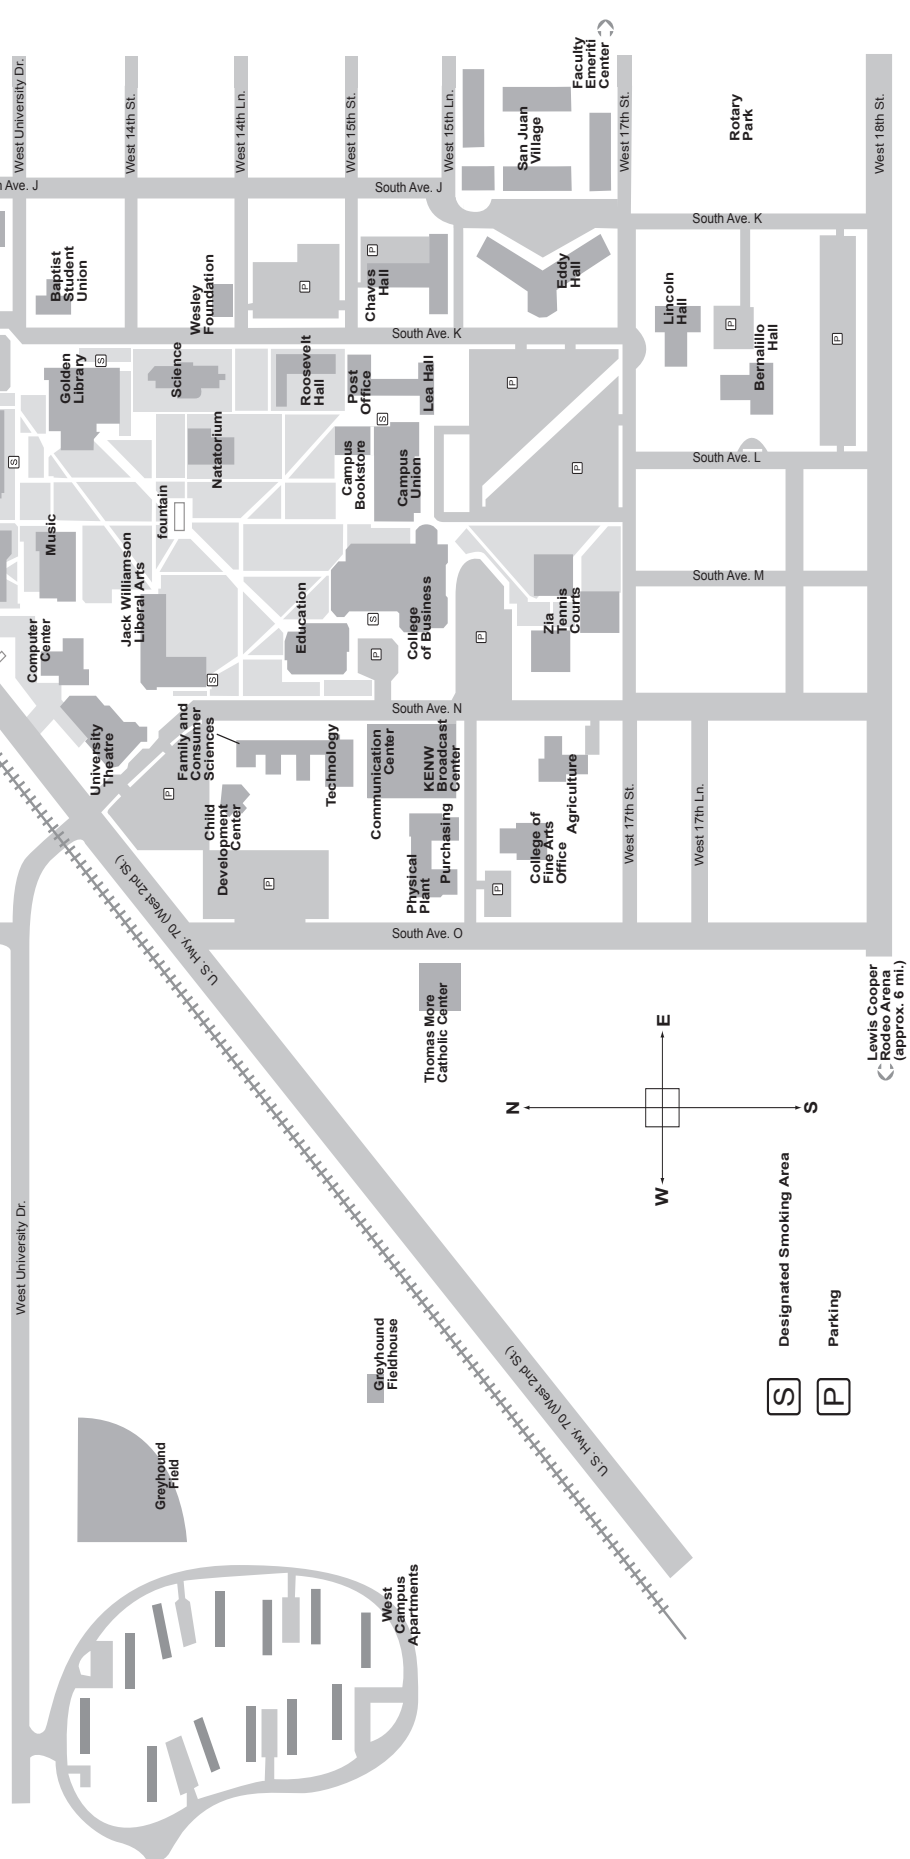 West University Dr.
West 14th St.
West 14th Ln.
West 15th St.
West 15th Ln.
West 17th St.
West 18th St.
Faculty
Emeriti
Center
San Juan
Village
Rotary
Park
Ave. J
South Ave. J
South Ave. K
Baptist
Student
Union
Wesley
Foundation
P
Chaves
Hall
P
Eddy
Hall
Lincoln
Hall
P
Bernalillo
Hall
P
South Ave. K
Golden
Library
S
Science
Roosevelt
Hall
Post
Office
Lea Hall
S
P
P
S
Natatorium
Campus
Bookstore
Campus
Union
South Ave. L
fountain
Music
Jack Williamson
Liberal Arts
Computer
Center
S
Education
S
P
College
of Business
P
Zia
Tennis
Courts
South Ave. M
South Ave. N
University
Theatre
Family and
Consumer
Sciences
P
Child
Development
Center
P
Technology
Communication
Center
KENW
Broadcast
Center
Physical
Plant
Purchasing
P
College of
Fine Arts
Office
Agriculture
West 17th St.
West 17th Ln.
South Ave. O
U.S. Hwy. 70 (West 2nd St.)
Thomas More
Catholic Center
Lewis Cooper
Rodeo Arena
(approx. 6 mi.)
N
E
W
S
West University Dr.
Greyhound
Fieldhouse
U.S. Hwy. 70 (West 2nd St.)
Greyhound
Field
West
Campus
Apartments
S
Designated Smoking Area
P
Parking